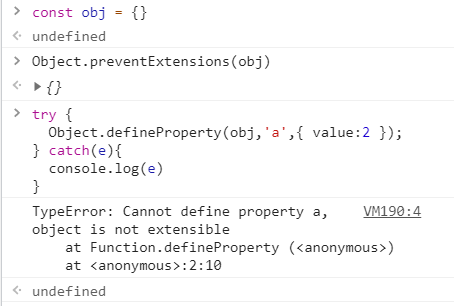 > const obj = {}
<· undefined
> Object.preventExtensions(obj)
<· ▶ {}
> try {
Object.defineProperty(obj,'a',{ value:2 });
} catch(e){
console.log(e)
}
TypeError: Cannot define property a, VM190:4
object is not extensible
at Function.defineProperty (<anonymous>)
at <anonymous>:2:10
<· undefined